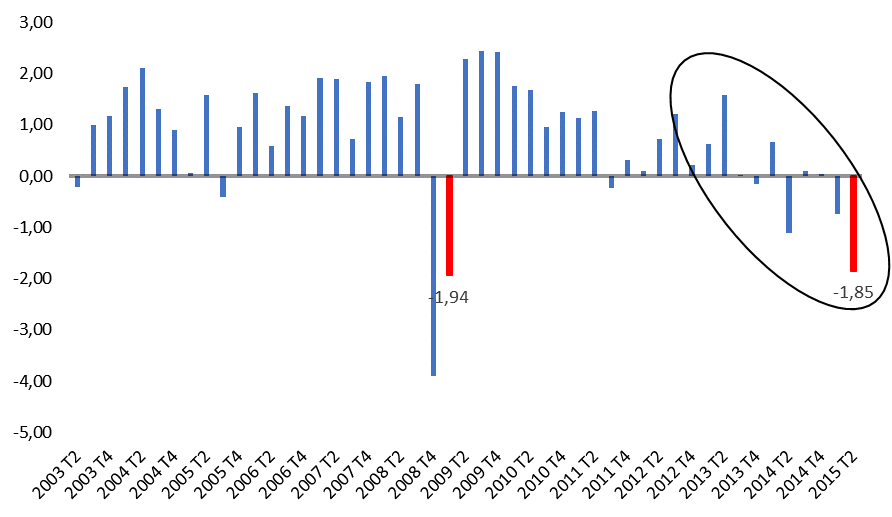 3,00
2,00
1,00
0,00
-1,00
-2,00
-3,00
-4,00
-5,00
-1,94
-1,85
2003 T2
2003 T4
2004 T2
2004 T4
2005 T2
2005 T4
2006 T2
2006 T4
2007 T2
2007 T4
2008 T2
2008 T4
2009 T2
2009 T4
2010 T2
2010 T4
2011 T2
2011 T4
2012 T2
2012 T4
2013 T2
2013 T4
2014 T2
2014 T4
2015 T2